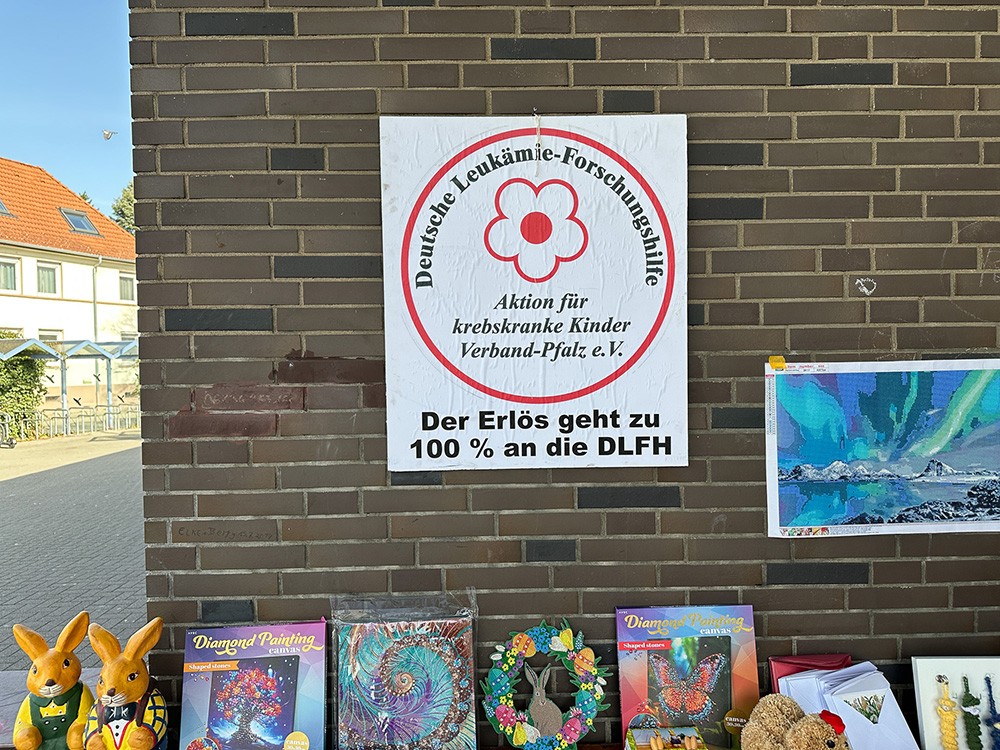 Deutsche Leukämie-Forschungshilfe
Aktion für
krebskranke Kinder
Verband-Pfalz e.V.
Der Erlös geht zu
100 % an die DLFH
Diamond Painting
canvas
Shaped stones
Diamond Painting
canvas
Shaped stones